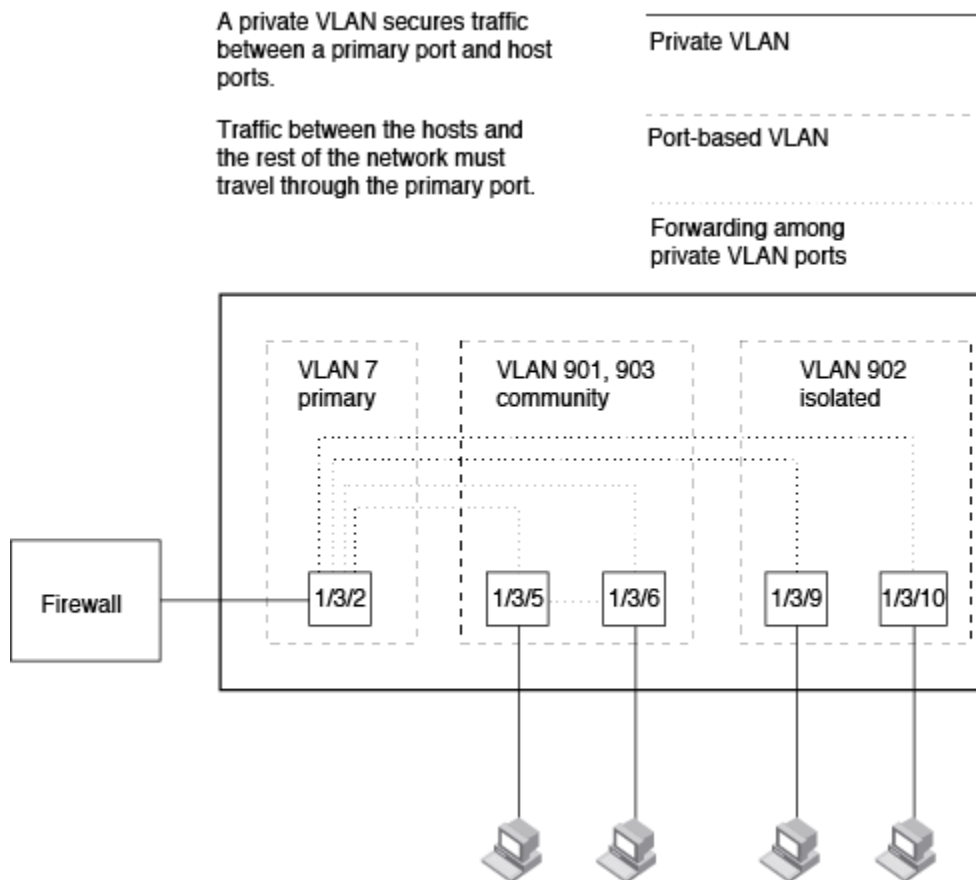 A private VLAN secures traffic
between a primary port and host
ports.
Traffic between the hosts and
the rest of the network must
travel through the primary port.
Private VLAN
Port-based VLAN
Forwarding among
private VLAN ports
VLAN 7
primary
VLAN 901, 903
community
VLAN 902
isolated
Firewall
1/3/2
1/3/5
1/3/6
1/3/9
1/3/10